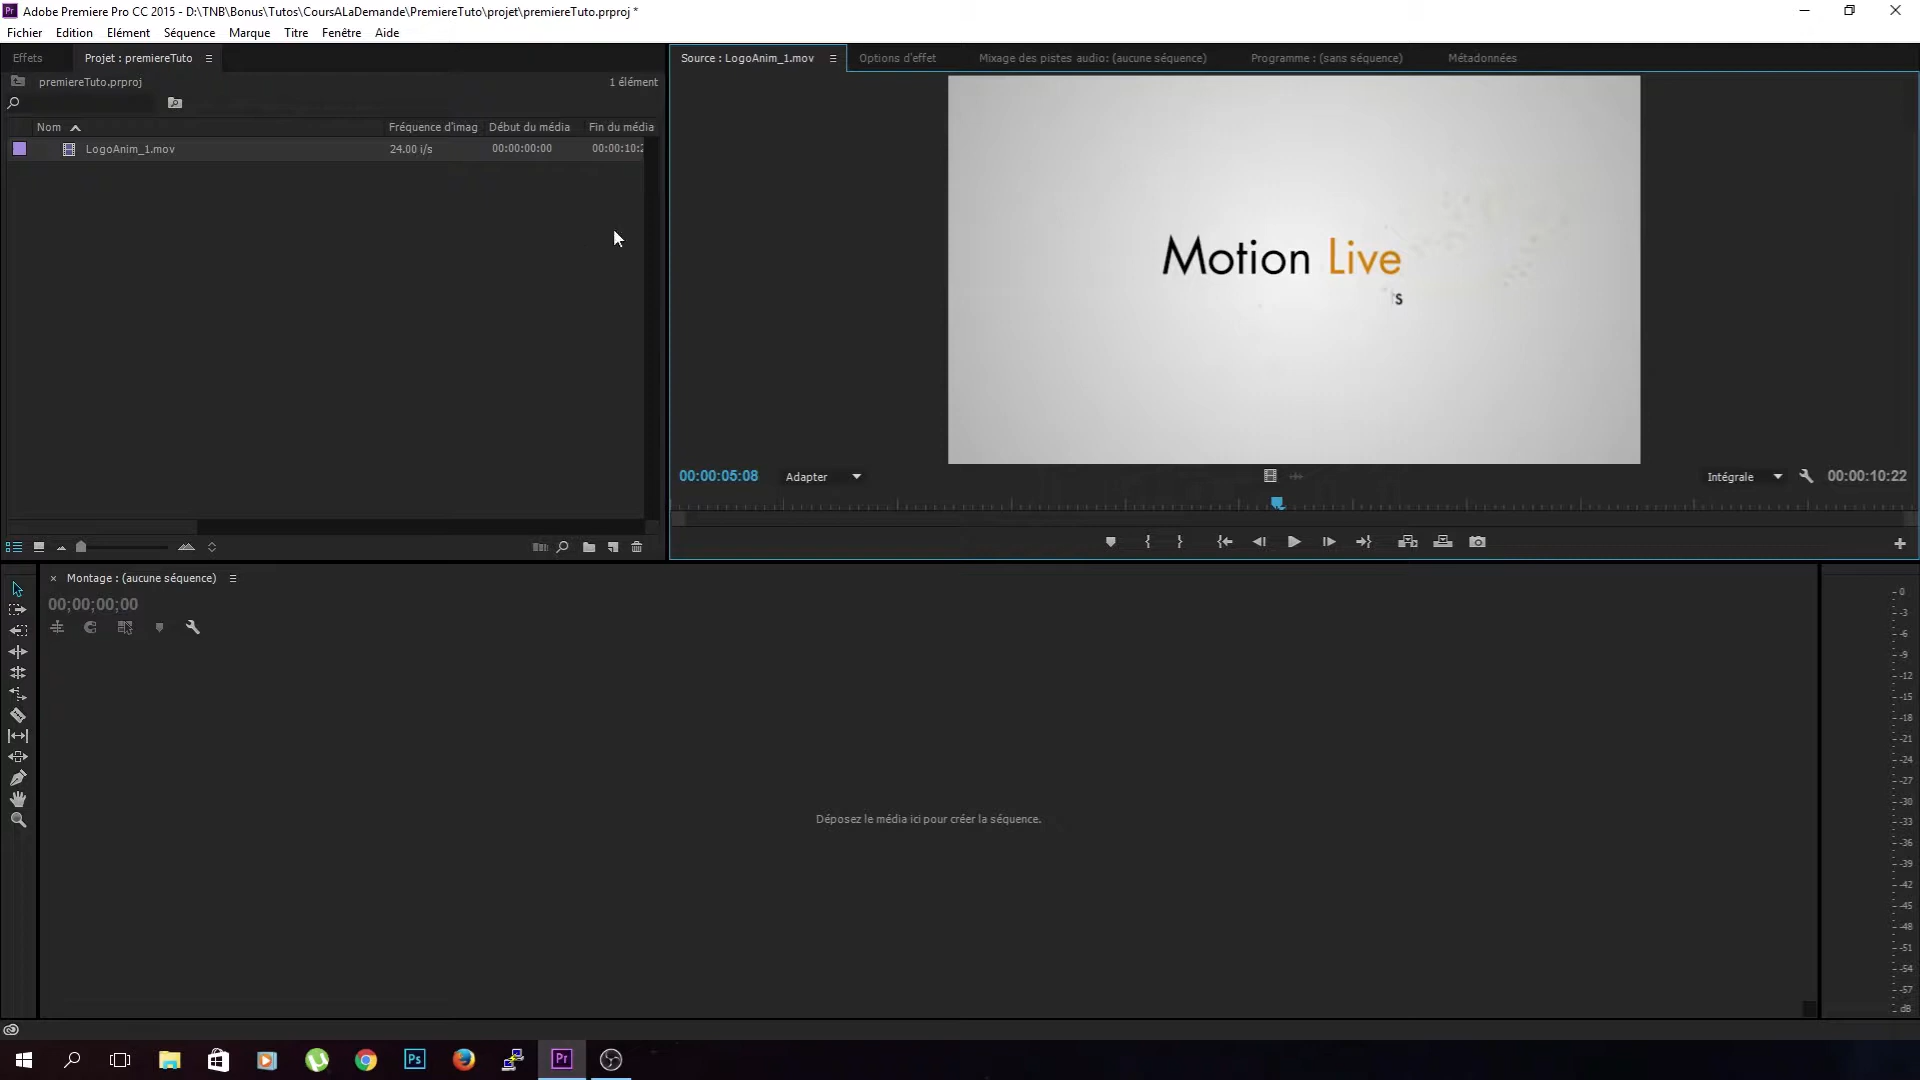 Adobe Premiere Pro CC 2015 - D:\TNB\Bonus\Tutos\CoursALaDemande\PremiereTuto\projet\premiereTuto.prproj *
Fichier Edition Elément Séquence Marque Titre Fenêtre Aide
Effets Projet : premiereTuto
Source : LogoAnim_1.mov Options d'effet Mixage des pistes audio: (aucune séquence) Programme : (sans séquence) Métadonnées
premiereTuto.prproj 1 élément
Nom Fréquence d'imag Début du média Fin du média
LogoAnim_1.mov 24.00 i/s 00:00:00:00 00:00:10:2
Motion Live
s
00:00:05:08 Adapter Intégrale 00:00:10:22
× Montage : (aucune séquence)
00;00;00;00
Déposez le média ici pour créer la séquence.
0
-3
-6
-9
-12
-15
-18
-21
-24
-27
-30
-33
-36
-39
-42
-45
-48
-51
-54
-57
dB
Ps
Pr